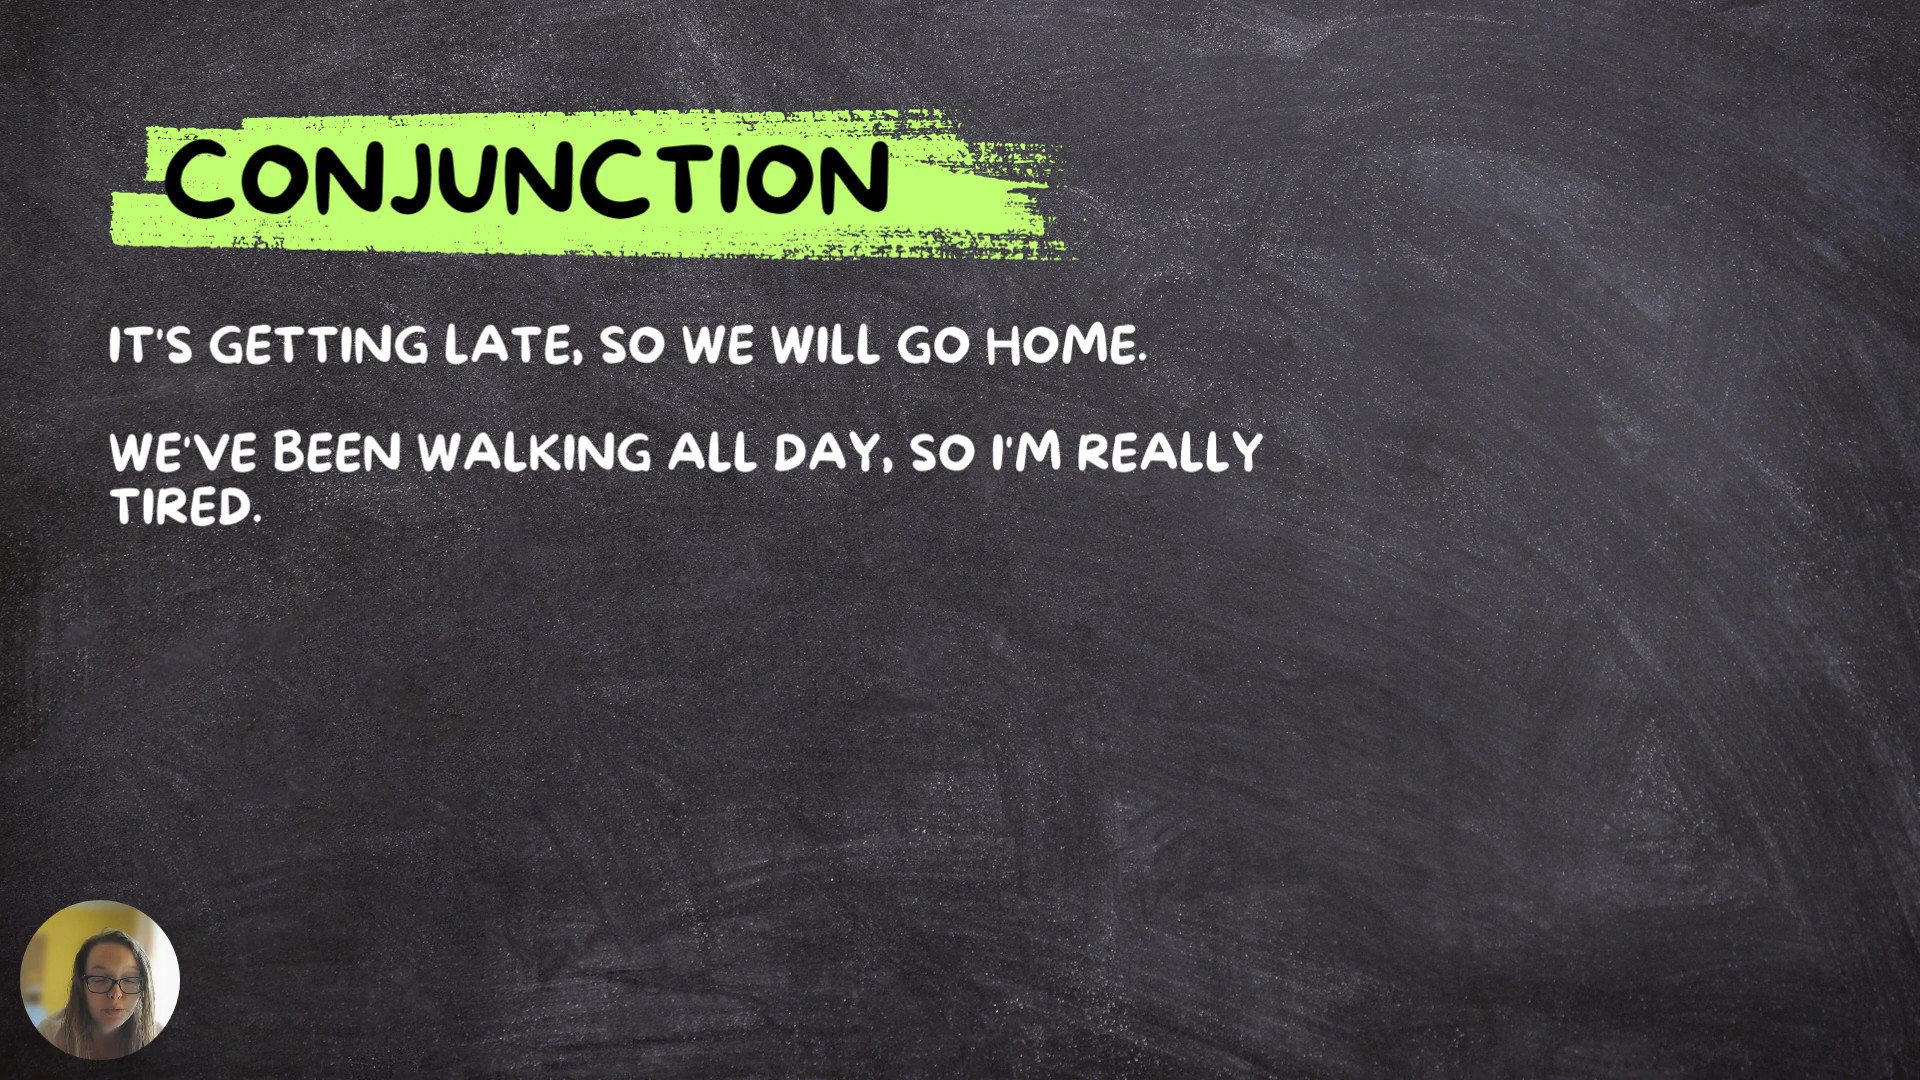 CONJUNCTION
IT'S GETTING LATE, SO WE WILL GO HOME.
WE'VE BEEN WALKING ALL DAY, SO I'M REALLY
TIRED.